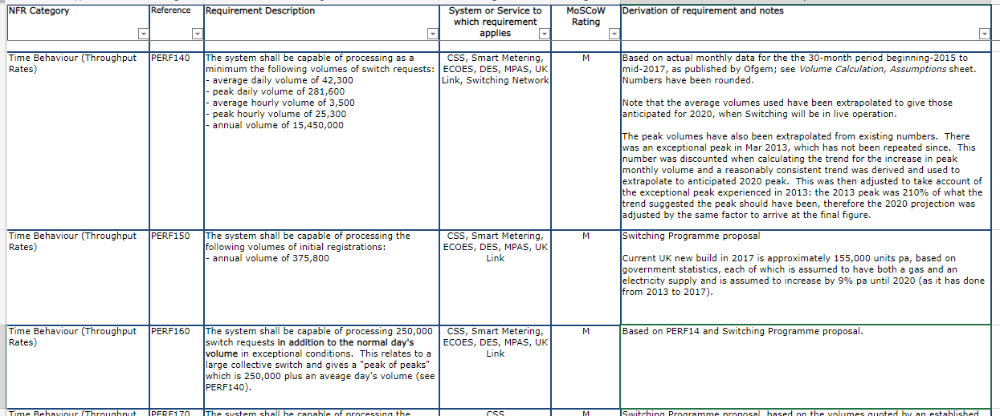 NFR Category
Reference
Requirement Description
System or Service to
which requirement
applies
MoSCoW
Rating
Derivation of requirement and notes
Time Behaviour (Throughput
Rates)
PERF140
The system shall be capable of processing as a
minimum the following volumes of switch requests:
- average daily volume of 42,300
- peak daily volume of 281,600
- average hourly volume of 3,500
- peak hourly volume of 25,300
- annual volume of 15,450,000
CSS, Smart Metering,
ECOES, DES, MPAS, UK
Link, Switching Network
M
Based on actual monthly data for the the 30-month period beginning-2015 to
mid-2017, as published by Ofgem; see Volume Calculation, Assumptions sheet.
Numbers have been rounded.
Note that the average volumes used have been extrapolated to give those
anticipated for 2020, when Switching will be in live operation.
The peak volumes have also been extrapolated from existing numbers. There
was an exceptional peak in Mar 2013, which has not been repeated since. This
number was discounted when calculating the trend for the increase in peak
monthly volume and a reasonably consistent trend was derived and used to
extrapolate to anticipated 2020 peak. This was then adjusted to take account of
the exceptional peak experienced in 2013: the 2013 peak was 210% of what the
trend suggested the peak should have been, therefore the 2020 projection was
adjusted by the same factor to arrive at the final figure.
Time Behaviour (Throughput
Rates)
PERF150
The system shall be capable of processing the
following volumes of initial registrations:
- annual volume of 375,800
CSS, Smart Metering,
ECOES, DES, MPAS, UK
Link
M
Switching Programme proposal
Current UK new build in 2017 is approximately 155,000 units pa, based on
government statistics, each of which is assumed to have both a gas and an
electricity supply and is assumed to increase by 9% pa until 2020 (as it has done
from 2013 to 2017).
Time Behaviour (Throughput
Rates)
PERF160
The system shall be capable of processing 250,000
switch requests in addition to the normal day's
volume in exceptional conditions. This relates to a
large collective switch and gives a "peak of peaks"
which is 250,000 plus an aveage day's volume (see
PERF140).
CSS, Smart Metering,
ECOES, DES, MPAS, UK
Link
M
Based on PERF14 and Switching Programme proposal.
Time Behaviour (Throughput
PERF170
The system shall be capable of processing the
CSS
M
Switching Programme proposal, based on the volumes quoted by an established